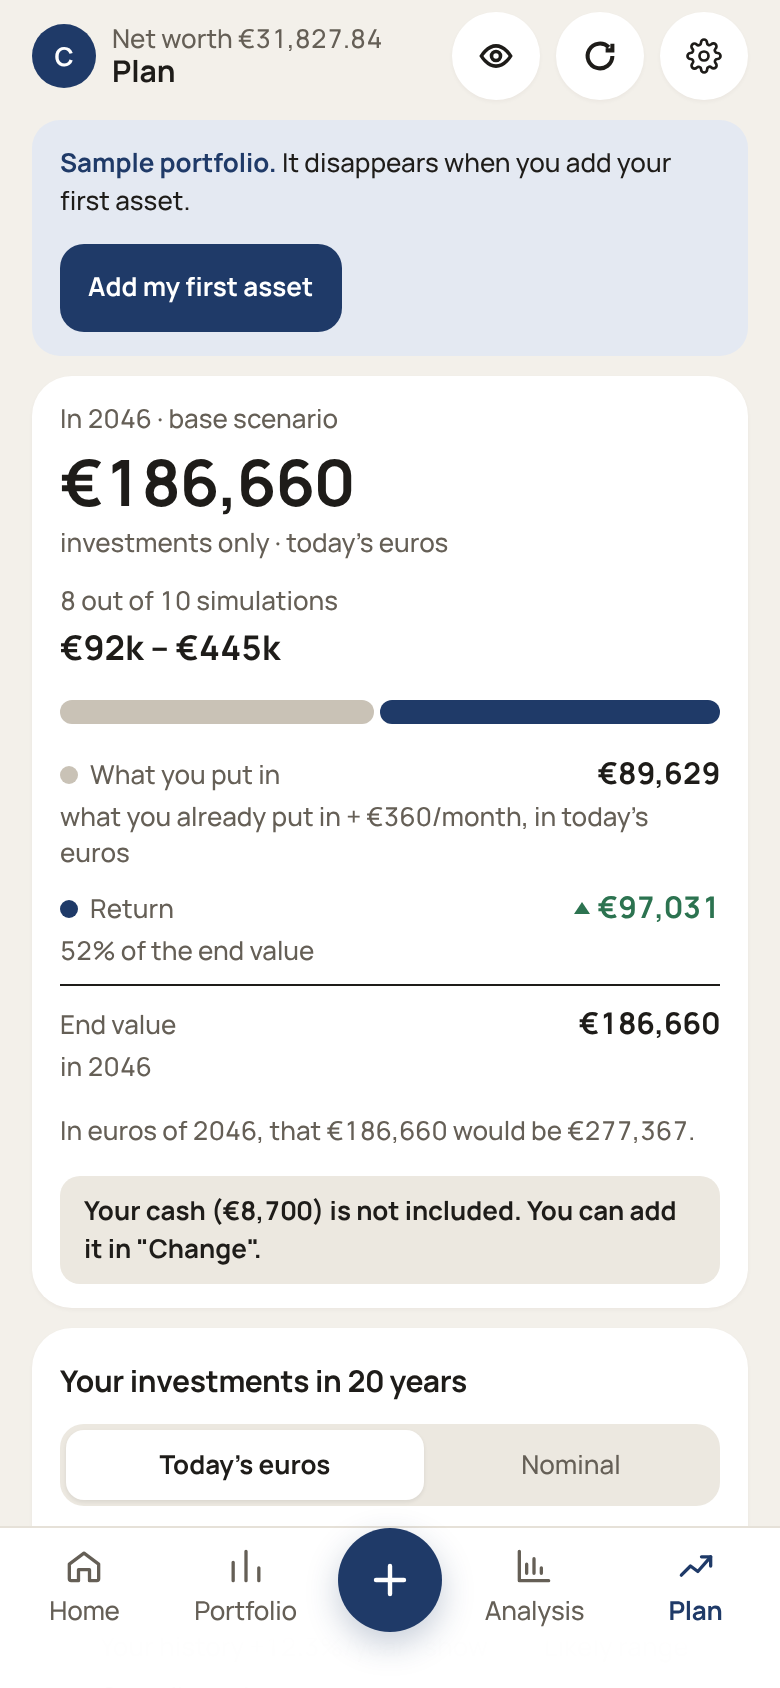 C
Net worth €31,827.84
Plan
Sample portfolio. It disappears when you add your
first asset.
Add my first asset
In 2046 · base scenario
€186,660
investments only · today's euros
8 out of 10 simulations
€92k – €445k
What you put in €89,629
what you already put in + €360/month, in today's
euros
Return ▲ €97,031
52% of the end value
End value €186,660
in 2046
In euros of 2046, that €186,660 would be €277,367.
Your cash (€8,700) is not included. You can add
it in "Change".
Your investments in 20 years
Today's euros Nominal
Home Portfolio + Analysis Plan